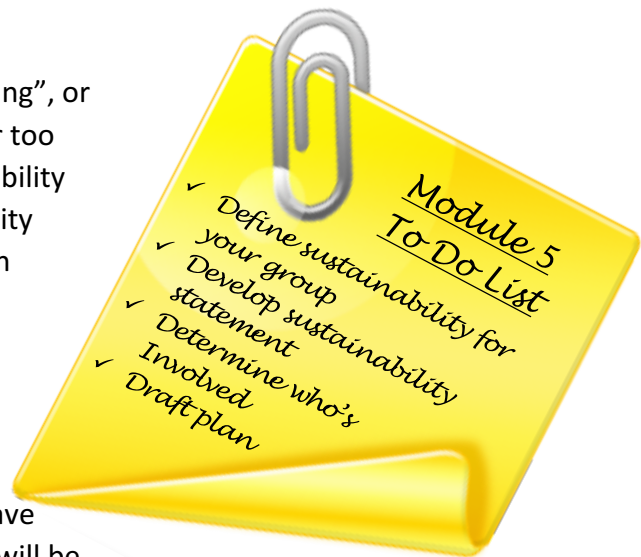 ng”, or
r too
bility
ity
n
Module 5
To Do List
✓ Define sustainability for
your group
✓ Develop sustainability
statement
✓ Determine who's
Involved
✓ Draft plan
ave
will be